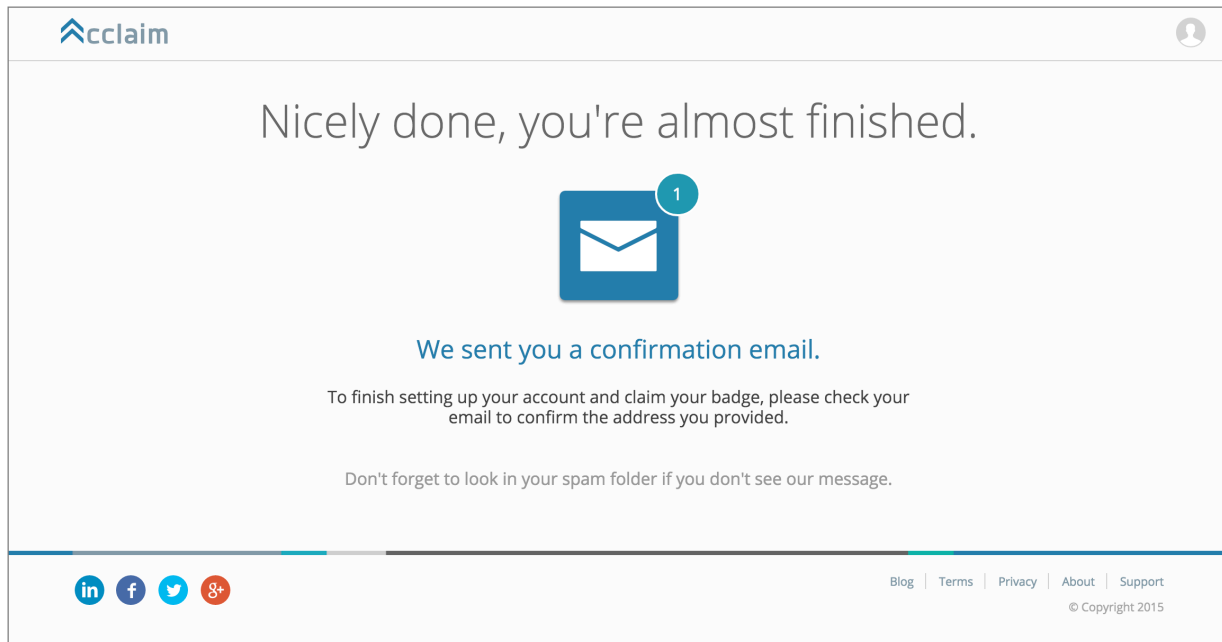 cclaim
Nicely done, you're almost finished.
1
We sent you a confirmation email.
To finish setting up your account and claim your badge, please check your
email to confirm the address you provided.
Don't forget to look in your spam folder if you don't see our message.
in f g+
Blog Terms Privacy About Support
© Copyright 2015